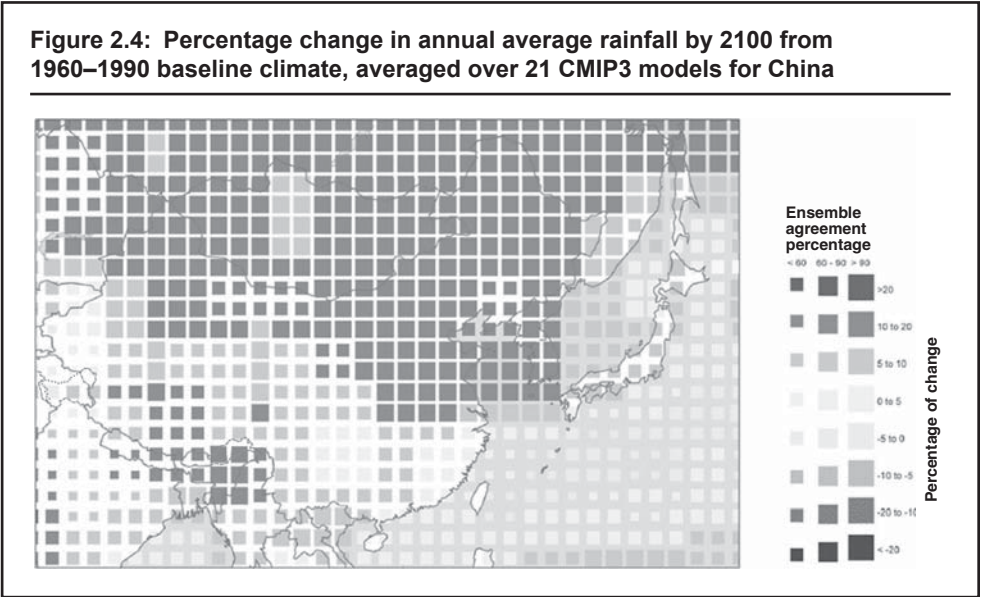 Figure 2.4: Percentage change in annual average rainfall by 2100 from
1960–1990 baseline climate, averaged over 21 CMIP3 models for China
Ensemble
agreement
percentage
< 60 60 - 90 > 90
>20
10 to 20
5 to 10
0 to 5
-5 to 0
-10 to -5
-20 to -10
< -20
Percentage of change